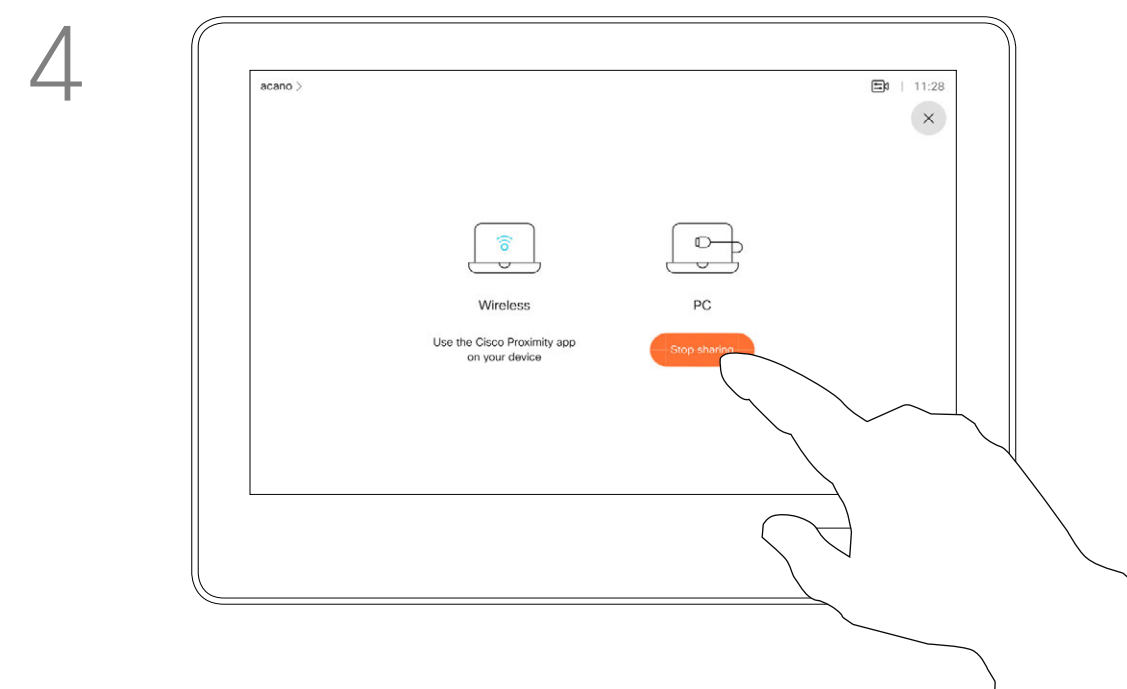 4
acano >
11:28
Wireless
PC
Use the Cisco Proximity app
on your device
Stop sharing